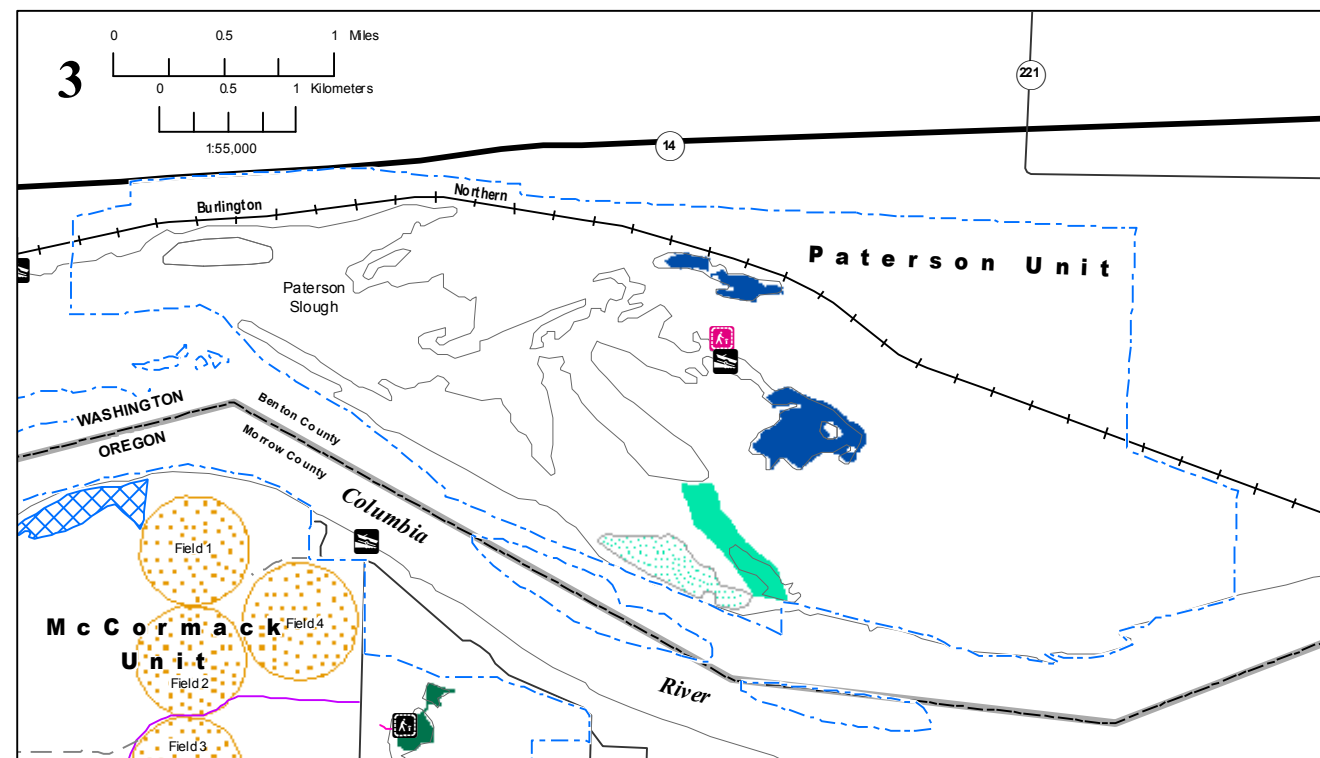 0 0.5 1 Miles
3
0 0.5 1 Kilometers
1:55,000
221
14
Burlington Northern
Paterson Unit
Paterson
Slough
WASHINGTON
OREGON
Benton County
Morrow County
Columbia
River
Field 1
Field 4
McCormack
Unit
Field 2
Field 3